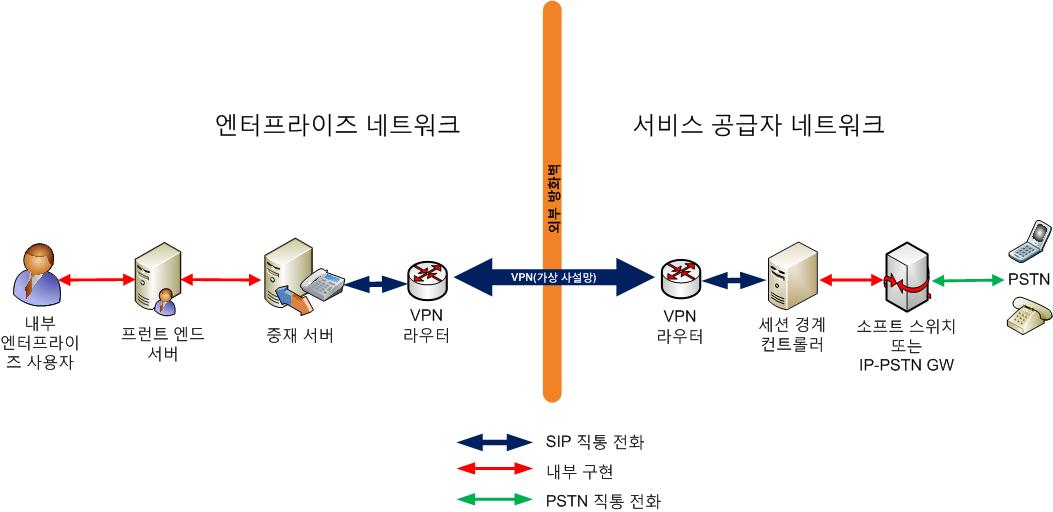 엔터프라이즈 네트워크
서비스 공급자 네트워크
외부 방화벽
VPN(가상 사설망)
내부
엔터프라이
즈 사용자
프런트 엔드
서버
중재 서버
VPN
라우터
VPN
라우터
세션 경계
컨트롤러
소프트 스위치
또는
IP-PSTN GW
PSTN
SIP 직통 전화
내부 구현
PSTN 직통 전화